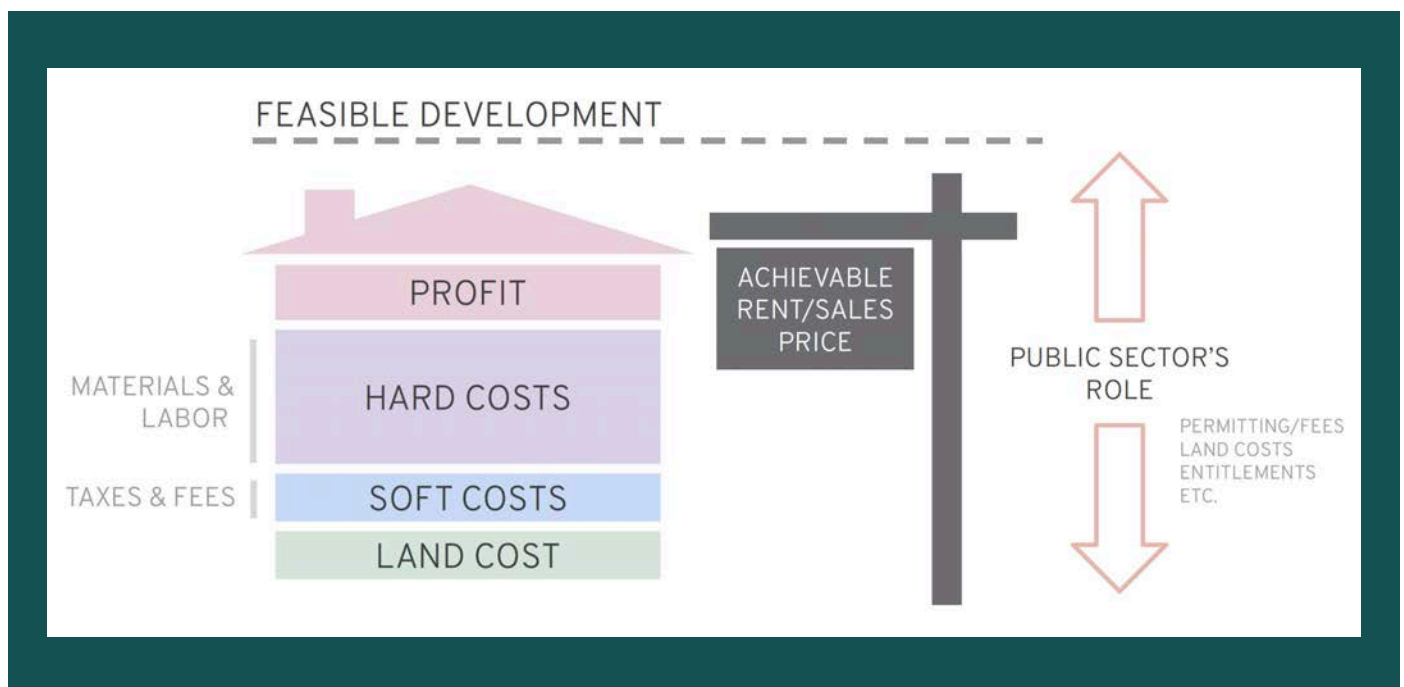 FEASIBLE DEVELOPMENT
PROFIT
HARD COSTS
SOFT COSTS
LAND COST
MATERIALS &
LABOR
TAXES & FEES
ACHIEVABLE
RENT/SALES
PRICE
PUBLIC SECTOR'S
ROLE
PERMITTING/FEES
LAND COSTS
ENTITLEMENTS
ETC.